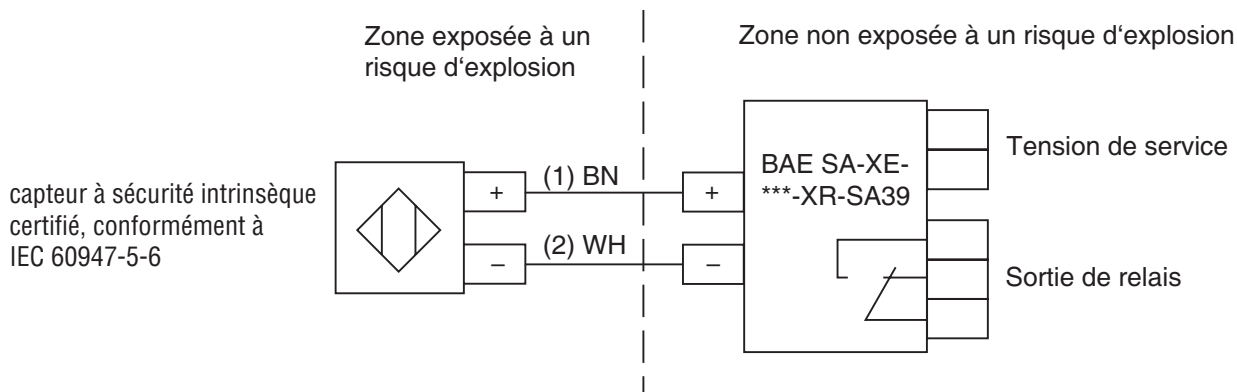 Zone exposée à un
risque d‘explosion
Zone non exposée à un risque d'explosion
capteur à sécurité intrinsèque
certifié, conformément à
IEC 60947-5-6
+
(1) BN
+
–
(2) WH
–
BAE SA-XE-
***-XR-SA39
Tension de service
Sortie de relais